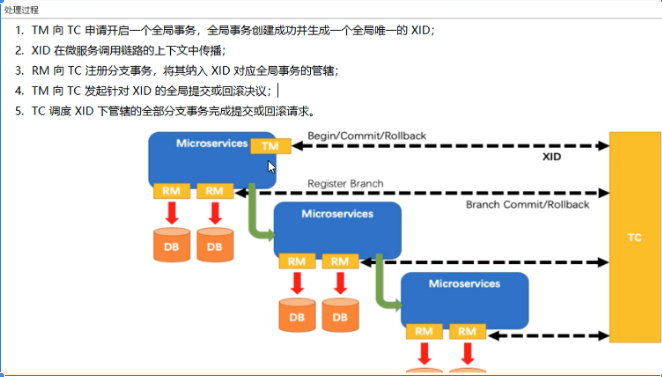 处理过程
1. TM 向 TC 申请开启一个全局事务，全局事务创建成功并生成一个全局唯一的 XID；
2. XID 在微服务调用链路的上下文中传播；
3. RM 向 TC 注册分支事务，将其纳入 XID 对应全局事务的管辖；
4. TM 向 TC 发起针对 XID 的全局提交或回滚决议；
5. TC 调度 XID 下管辖的全部分支事务完成提交或回滚请求。
Microservices
TM
Begin/Commit/Rollback
XID
RM
RM
Register Branch
Branch Commit/Rollback
DB
DB
Microservices
TC
RM
RM
DB
DB
Microservices
RM
RM